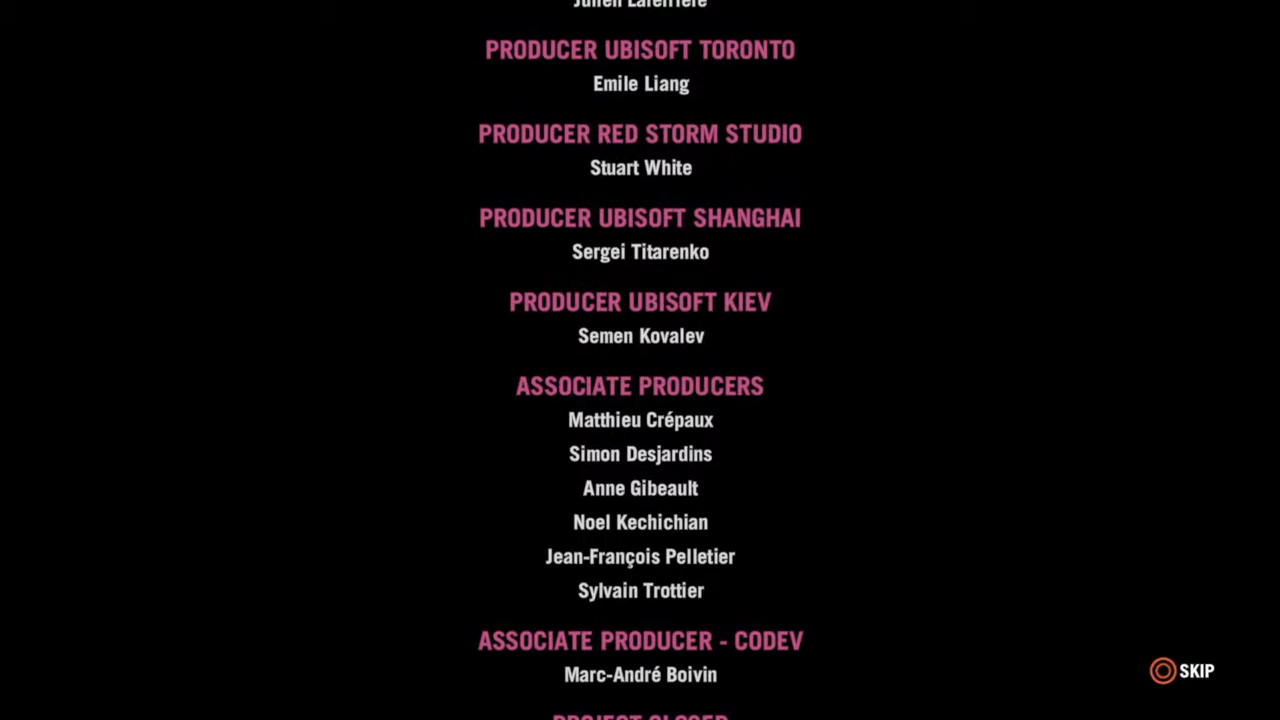 PRODUCER UBISOFT TORONTO
Emile Liang
PRODUCER RED STORM STUDIO
Stuart White
PRODUCER UBISOFT SHANGHAI
Sergei Titarenko
PRODUCER UBISOFT KIEV
Semen Kovalev
ASSOCIATE PRODUCERS
Matthieu Crépaux
Simon Desjardins
Anne Gibeault
Noel Kechichian
Jean-François Pelletier
Sylvain Trottier
ASSOCIATE PRODUCER - CODEV
Marc-André Boivin
SKIP